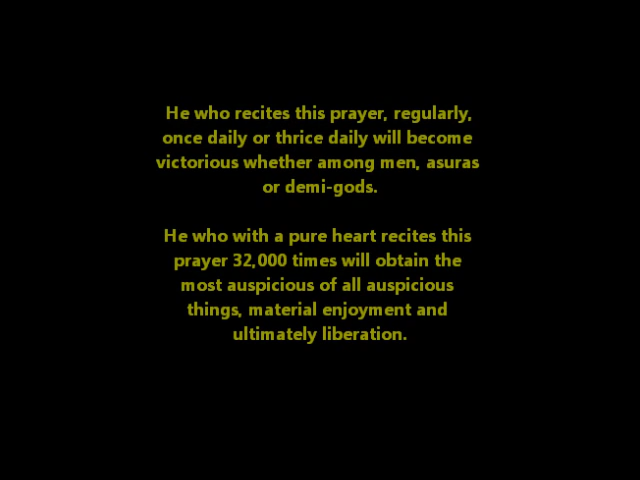 He who recites this prayer, regularly,
once daily or thrice daily will become
victorious whether among men, asuras
or demi-gods.
He who with a pure heart recites this
prayer 32,000 times will obtain the
most auspicious of all auspicious
things, material enjoyment and
ultimately liberation.